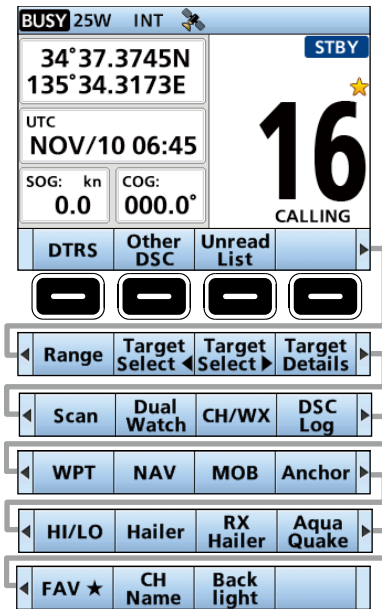 BUSY 25W INT
STBY
34°37.3745N
135°34.3173E
UTC
NOV/10 06:45
SOG: kn
0.0
COG:
000.0°
16
CALLING
DTRS
Other DSC
Unread List
Range
Target Select ◀
Target Select ▶
Target Details
Scan
Dual Watch
CH/WX
DSC Log
WPT
NAV
MOB
Anchor
HI/LO
Hailer
RX Hailer
Aqua Quake
FAV ★
CH Name
Back light